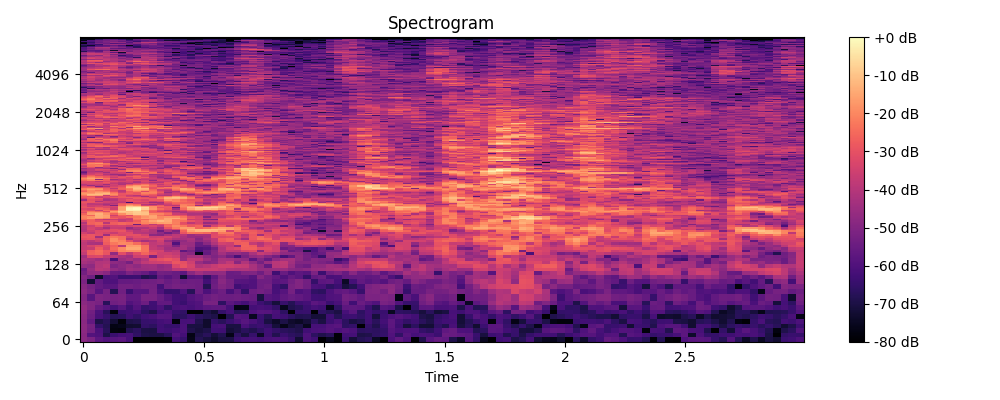 Spectrogram
Hz
4096
2048
1024
512
256
128
64
0
0
0.5
1
1.5
2
2.5
Time
+0 dB
-10 dB
-20 dB
-30 dB
-40 dB
-50 dB
-60 dB
-70 dB
-80 dB